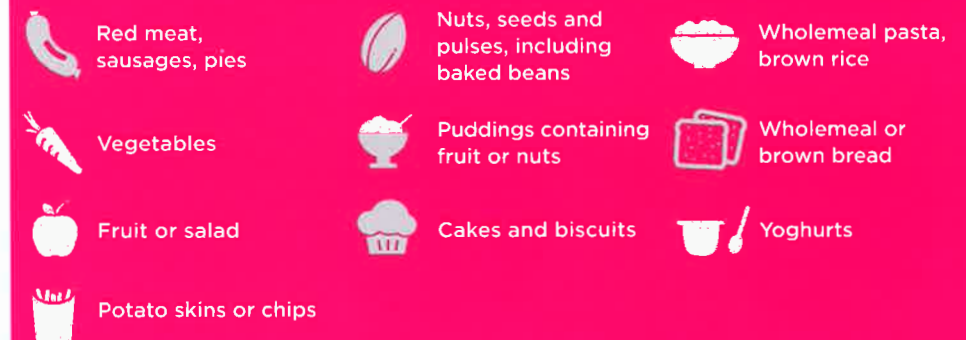 Red meat,
sausages, pies
Vegetables
Fruit or salad
Potato skins or chips
Nuts, seeds and
pulses, including
baked beans
Puddings containing
fruit or nuts
Cakes and biscuits
Wholemeal pasta,
brown rice
Wholemeal or
brown bread
Yoghurts